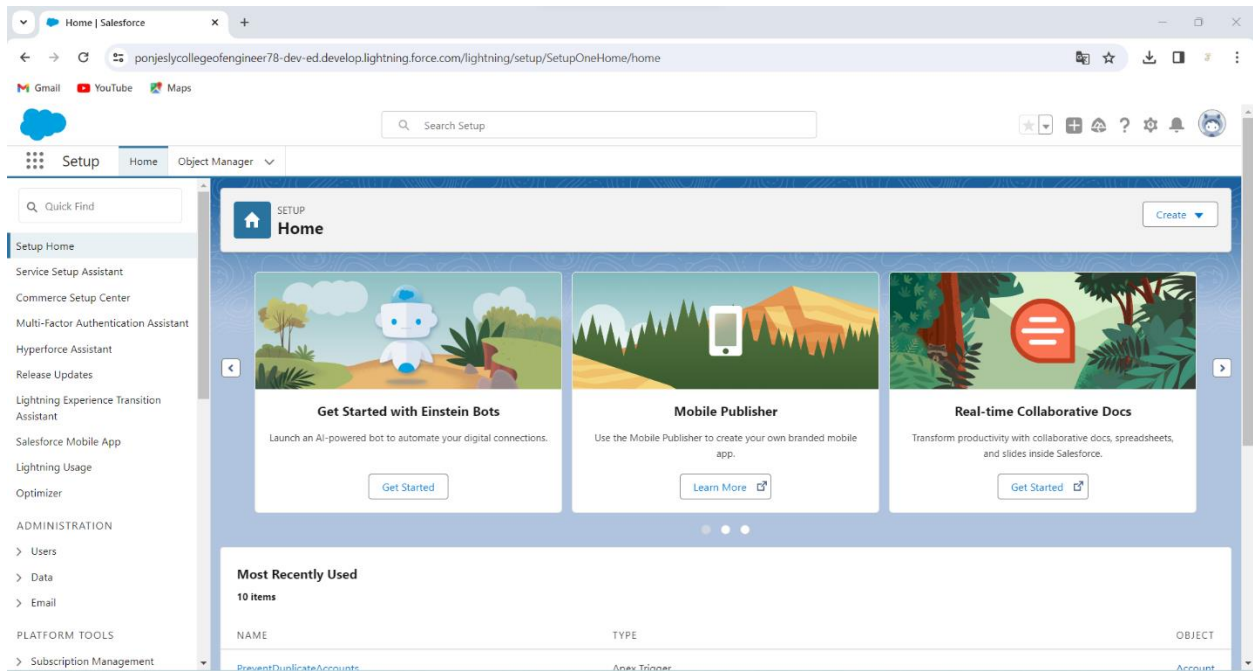 Home | Salesforce
ponjeslycollegeofengineer78-dev-ed.develop.lightning.force.com/lightning/setup/SetupOneHome/home
Gmail YouTube Maps
Search Setup
Setup Home Object Manager
Quick Find
Setup Home
Service Setup Assistant
Commerce Setup Center
Multi-Factor Authentication Assistant
Hyperforce Assistant
Release Updates
Lightning Experience Transition
Assistant
Salesforce Mobile App
Lightning Usage
Optimizer
ADMINISTRATION
Users
Data
Email
PLATFORM TOOLS
Subscription Management
SETUP
Home
Create
Get Started with Einstein Bots
Launch an AI-powered bot to automate your digital connections.
Get Started
Mobile Publisher
Use the Mobile Publisher to create your own branded mobile
app.
Learn More
Real-time Collaborative Docs
Transform productivity with collaborative docs, spreadsheets,
and slides inside Salesforce.
Get Started
Most Recently Used
10 items
NAME TYPE OBJECT
PreventDuplicateAccounts Apex Trigger Account